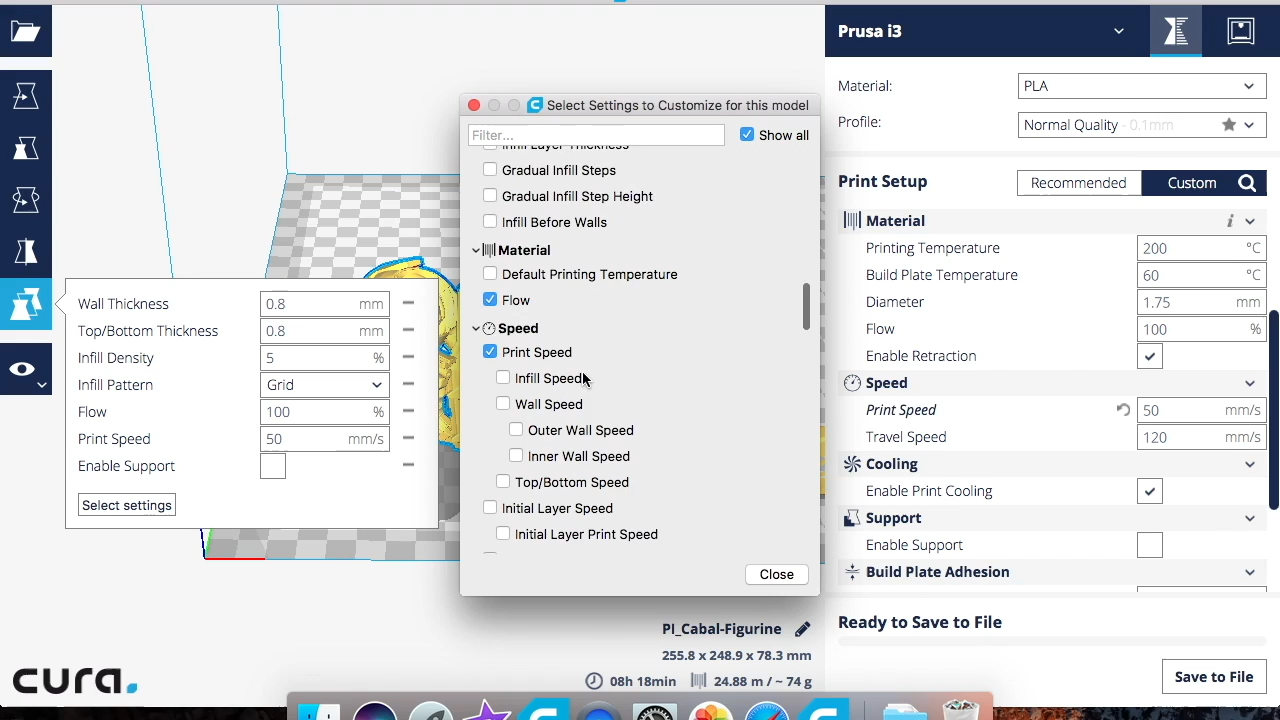 Prusa i3
Select Settings to Customize for this model
Filter...
Show all
Infill Layer Thickness
Gradual Infill Steps
Gradual Infill Step Height
Infill Before Walls
Material
Default Printing Temperature
Flow
Speed
Print Speed
Infill Speed
Wall Speed
Outer Wall Speed
Inner Wall Speed
Top/Bottom Speed
Initial Layer Speed
Initial Layer Print Speed
Close
Wall Thickness 0.8 mm
Top/Bottom Thickness 0.8 mm
Infill Density 5 %
Infill Pattern Grid
Flow 100 %
Print Speed 50 mm/s
Enable Support
Select settings
Material: PLA
Profile: Normal Quality - 0.1mm
Print Setup Recommended Custom
Material i
Printing Temperature 200 °C
Build Plate Temperature 60 °C
Diameter 1.75 mm
Flow 100 %
Enable Retraction
Speed
Print Speed 50 mm/s
Travel Speed 120 mm/s
Cooling
Enable Print Cooling
Support
Enable Support
Build Plate Adhesion
Ready to Save to File
Save to File
PI_Cabal-Figurine
255.8 x 248.9 x 78.3 mm
08h 18min 24.88 m / ~ 74 g
cura.